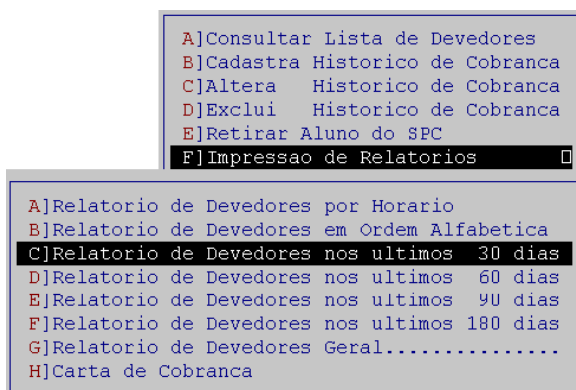 A]Consultar Lista de Devedores
B]Cadastra Historico de Cobranca
C]Altera   Historico de Cobranca
D]Exclui   Historico de Cobranca
E]Retirar Aluno do SPC
F]Impressao de Relatorios
A]Relatorio de Devedores por Horario
B]Relatorio de Devedores em Ordem Alfabetica
C]Relatorio de Devedores nos ultimos  30 dias
D]Relatorio de Devedores nos ultimos  60 dias
E]Relatorio de Devedores nos ultimos  90 dias
F]Relatorio de Devedores nos ultimos 180 dias
G]Relatorio de Devedores Geral...............
H]Carta de Cobranca